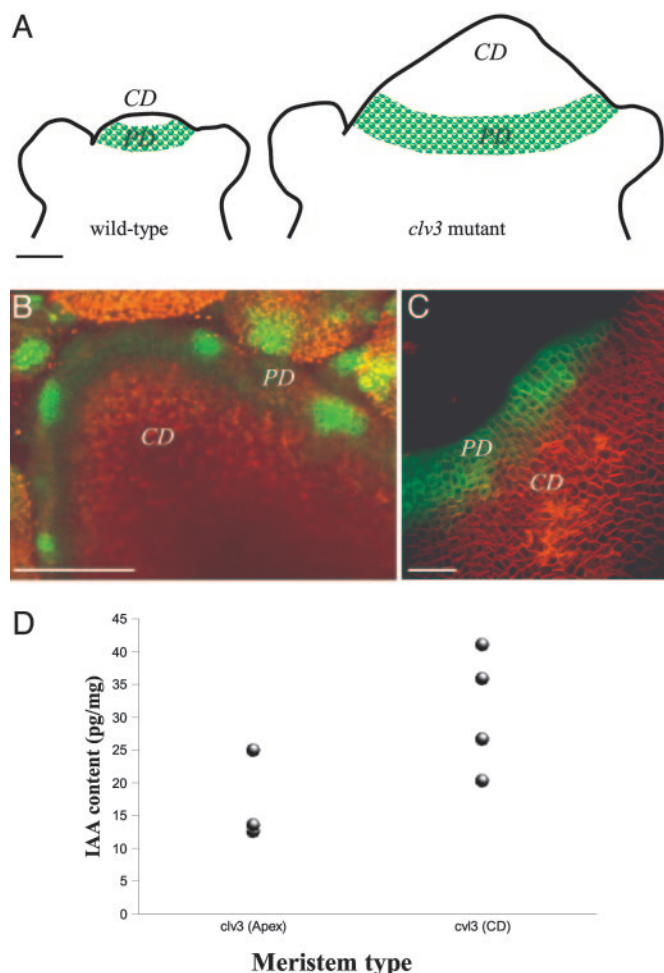 A
CD
PD
wild-type
CD
PD
clv3 mutant
B
PD
CD
C
PD
CD
D
45
40
35
30
25
20
15
10
5
0
IAA content (pg/mg)
clv3 (Apex)
cvl3 (CD)
Meristem type